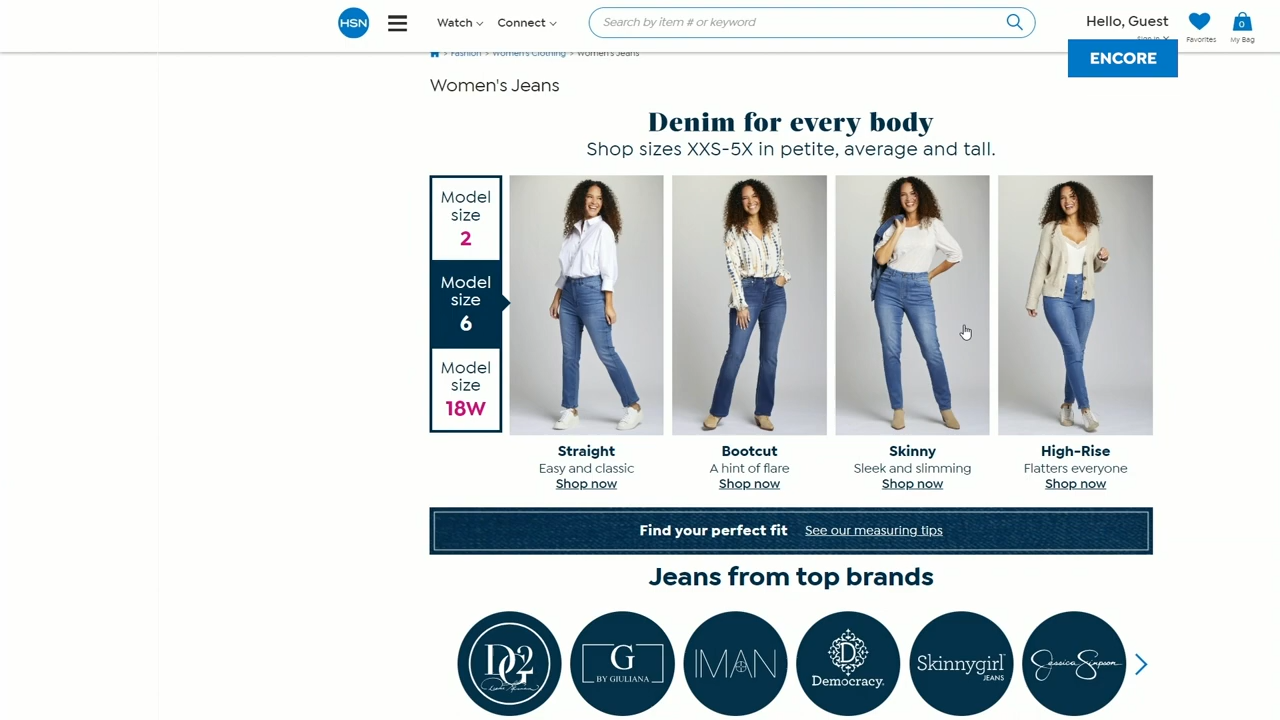 HSN
Watch
Connect
Search by item # or keyword
Hello, Guest
Sign in
Favorites
0
My Bag
ENCORE
> Fashion > Women's Clothing > Women's Jeans
Women's Jeans
Denim for every body
Shop sizes XXS-5X in petite, average and tall.
Model
size
2
Model
size
6
Model
size
18W
Straight
Easy and classic
Shop now
Bootcut
A hint of flare
Shop now
Skinny
Sleek and slimming
Shop now
High-Rise
Flatters everyone
Shop now
Find your perfect fit See our measuring tips
Jeans from top brands
DG2
G
BY GIULIANA
IMAN
D
Democracy
Skinnygirl
JEANS
Jessica Simpson